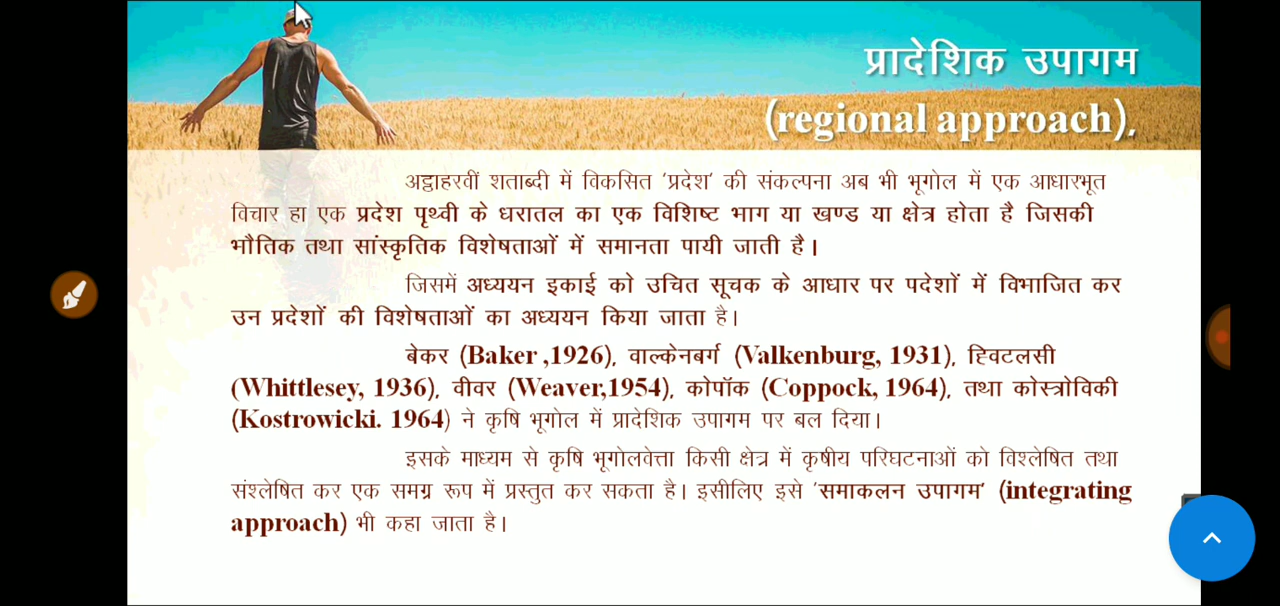 प्रादेशिक उपागम
(regional approach).
अट्ठाहरवीं शताब्दी में विकसित 'प्रदेश' की संकल्पना अब भी भूगोल में एक आधारभूत
विचार हा एक प्रदेश पृथ्वी के धरातल का एक विशिष्ट भाग या खण्ड या क्षेत्र होता है जिसकी
भौतिक तथा सांस्कृतिक विशेषताओं में समानता पायी जाती है।
जिसमें अध्ययन इकाई को उचित सूचक के आधार पर पदेशों में विभाजित कर
उन प्रदेशों की विशेषताओं का अध्ययन किया जाता है।
बेकर (Baker ,1926), वाल्केनबर्ग (Valkenburg, 1931), ह्विटलसी
(Whittlesey, 1936), वीवर (Weaver,1954), कोपॉक (Coppock, 1964), तथा कोस्त्रोविकी
(Kostrowicki. 1964) ने कृषि भूगोल में प्रादेशिक उपागम पर बल दिया।
इसके माध्यम से कृषि भूगोलवेत्ता किसी क्षेत्र में कृषीय परिघटनाओं को विश्लेषित तथा
संश्लेषित कर एक समग्र रूप में प्रस्तुत कर सकता है। इसीलिए इसे 'समाकलन उपागम' (integrating
approach) भी कहा जाता है।